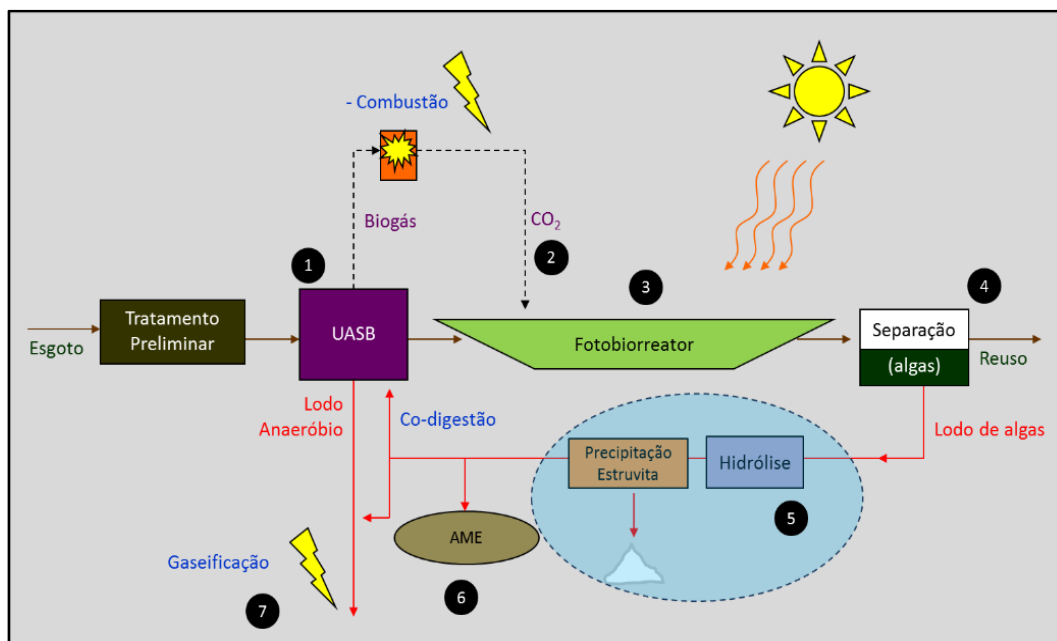 - Combustão
Biogás
CO₂
1
2
3
4
Tratamento
Preliminar
UASB
Fotobiorreator
Separação
(algas)
Esgoto
Reuso
Lodo
Anaeróbio
Co-digestão
Lodo de algas
Precipitação
Estruvita
Hidrólise
5
AME
Gaseificação
6
7